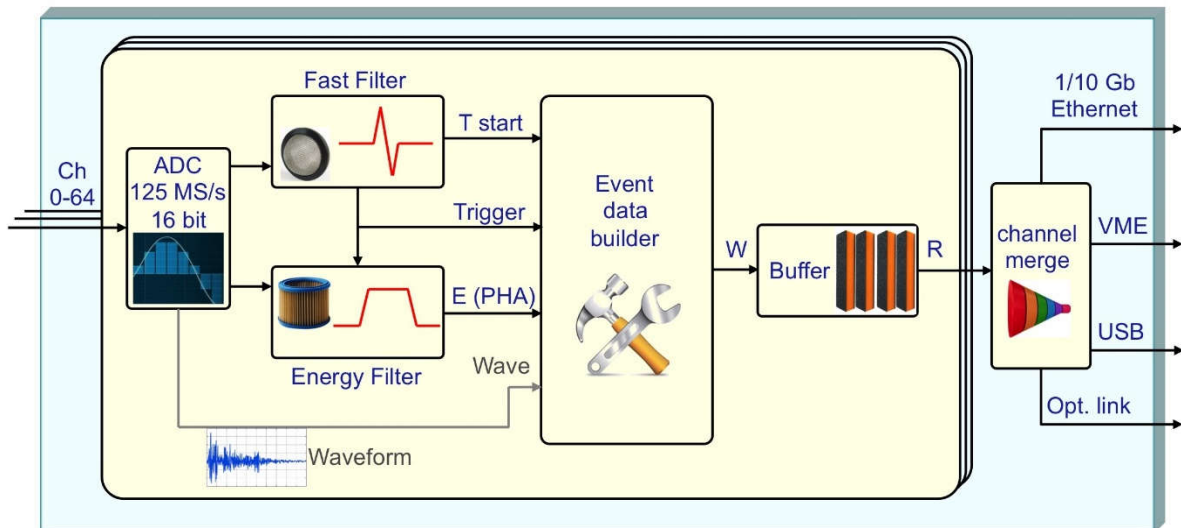 Fast Filter
1/10 Gb
Ethernet
T start
Ch
0-64
ADC
125 MS/s
16 bit
Trigger
Event
data
builder
W
Buffer
R
channel
merge
VME
E (PHA)
USB
Energy Filter
Wave
Opt. link
Waveform